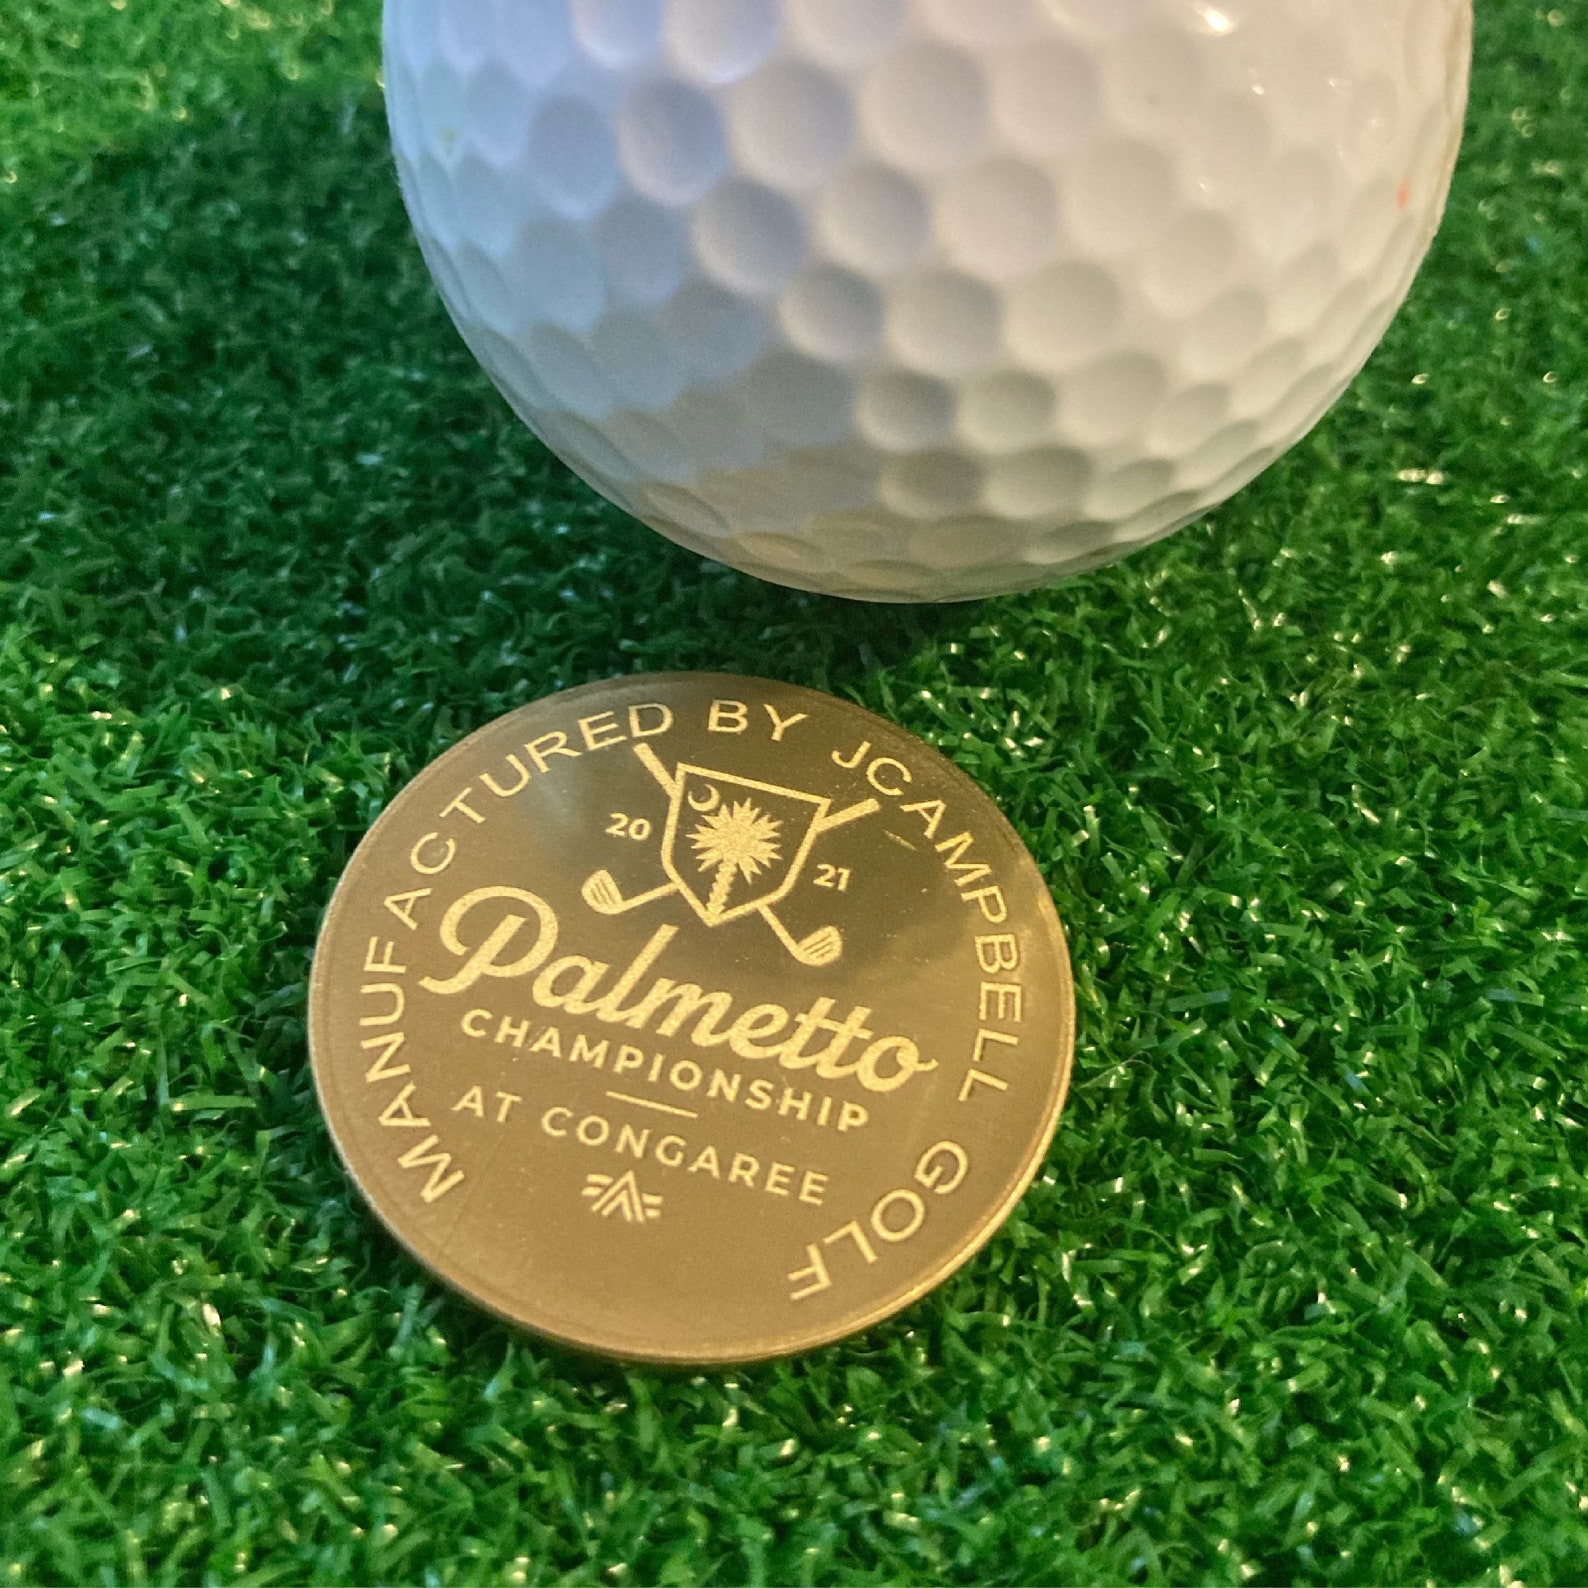 MANUFACTURED BY JCAMPBELL GOLF
20 21
Palmetto
CHAMPIONSHIP
AT CONGAREE